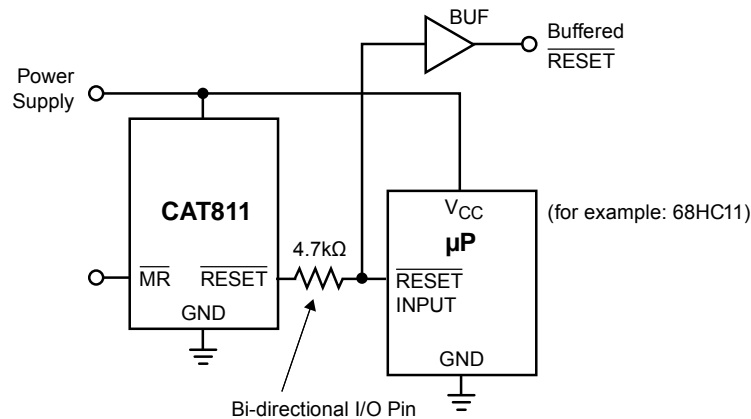 BUF
Buffered
RESET
Power
Supply
CAT811
VCC
(for example: 68HC11)
µP
4.7kΩ
MR
RESET
RESET
INPUT
GND
GND
Bi-directional I/O Pin